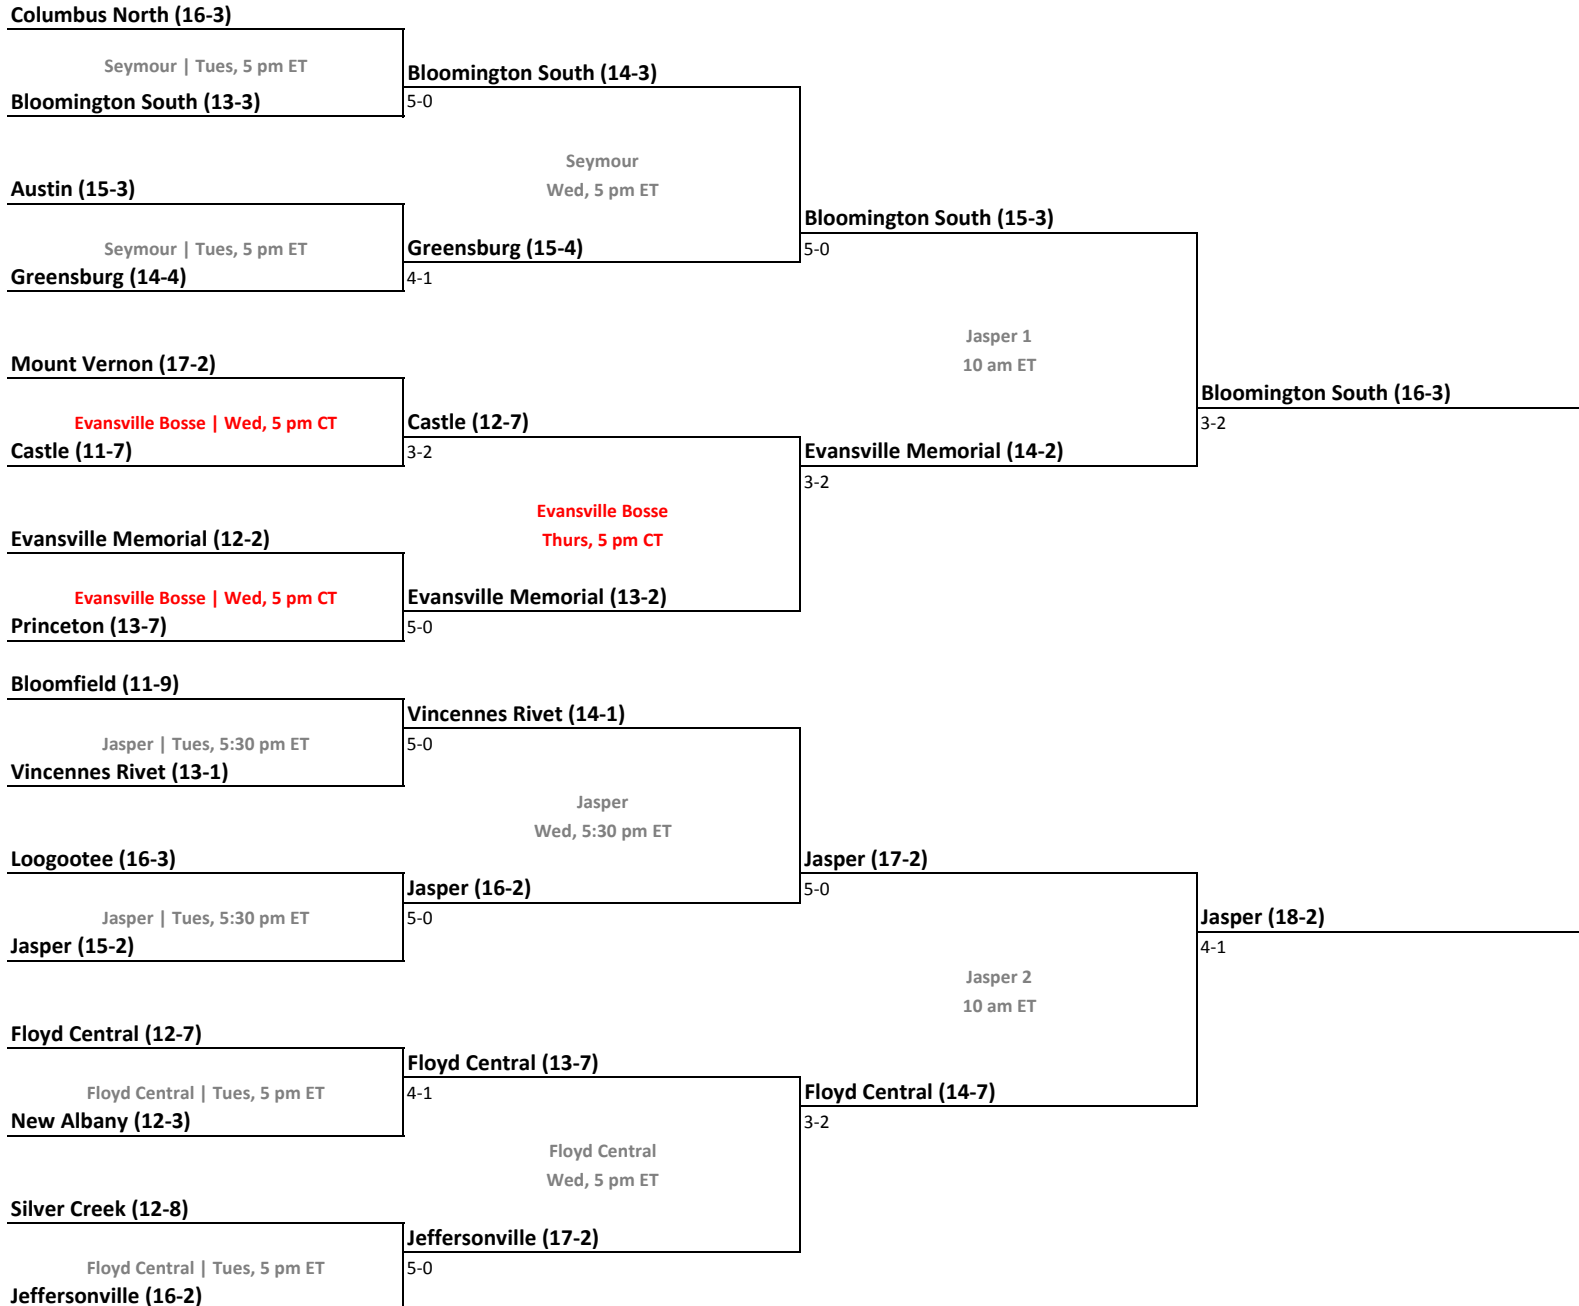 Columbus North (16-3)
Seymour | Tues, 5 pm ET
Bloomington South (14-3)
Bloomington South (13-3)
5-0
Seymour
Austin (15-3)
Wed, 5 pm ET
Bloomington South (15-3)
Seymour | Tues, 5 pm ET
Greensburg (15-4)
5-0
Greensburg (14-4)
4-1
Jasper 1
Mount Vernon (17-2)
10 am ET
Bloomington South (16-3)
Evansville Bosse | Wed, 5 pm CT
Castle (12-7)
3-2
Castle (11-7)
3-2
Evansville Memorial (14-2)
3-2
Evansville Bosse
Evansville Memorial (12-2)
Thurs, 5 pm CT
Evansville Bosse | Wed, 5 pm CT
Evansville Memorial (13-2)
Princeton (13-7)
5-0
Bloomfield (11-9)
Vincennes Rivet (14-1)
Jasper | Tues, 5:30 pm ET
5-0
Vincennes Rivet (13-1)
Jasper
Wed, 5:30 pm ET
Loogootee (16-3)
Jasper (17-2)
Jasper (16-2)
5-0
Jasper | Tues, 5:30 pm ET
5-0
Jasper (18-2)
Jasper (15-2)
4-1
Jasper 2
10 am ET
Floyd Central (12-7)
Floyd Central (13-7)
Floyd Central | Tues, 5 pm ET
4-1
Floyd Central (14-7)
New Albany (12-3)
3-2
Floyd Central
Wed, 5 pm ET
Silver Creek (12-8)
Jeffersonville (17-2)
Floyd Central | Tues, 5 pm ET
5-0
Jeffersonville (16-2)